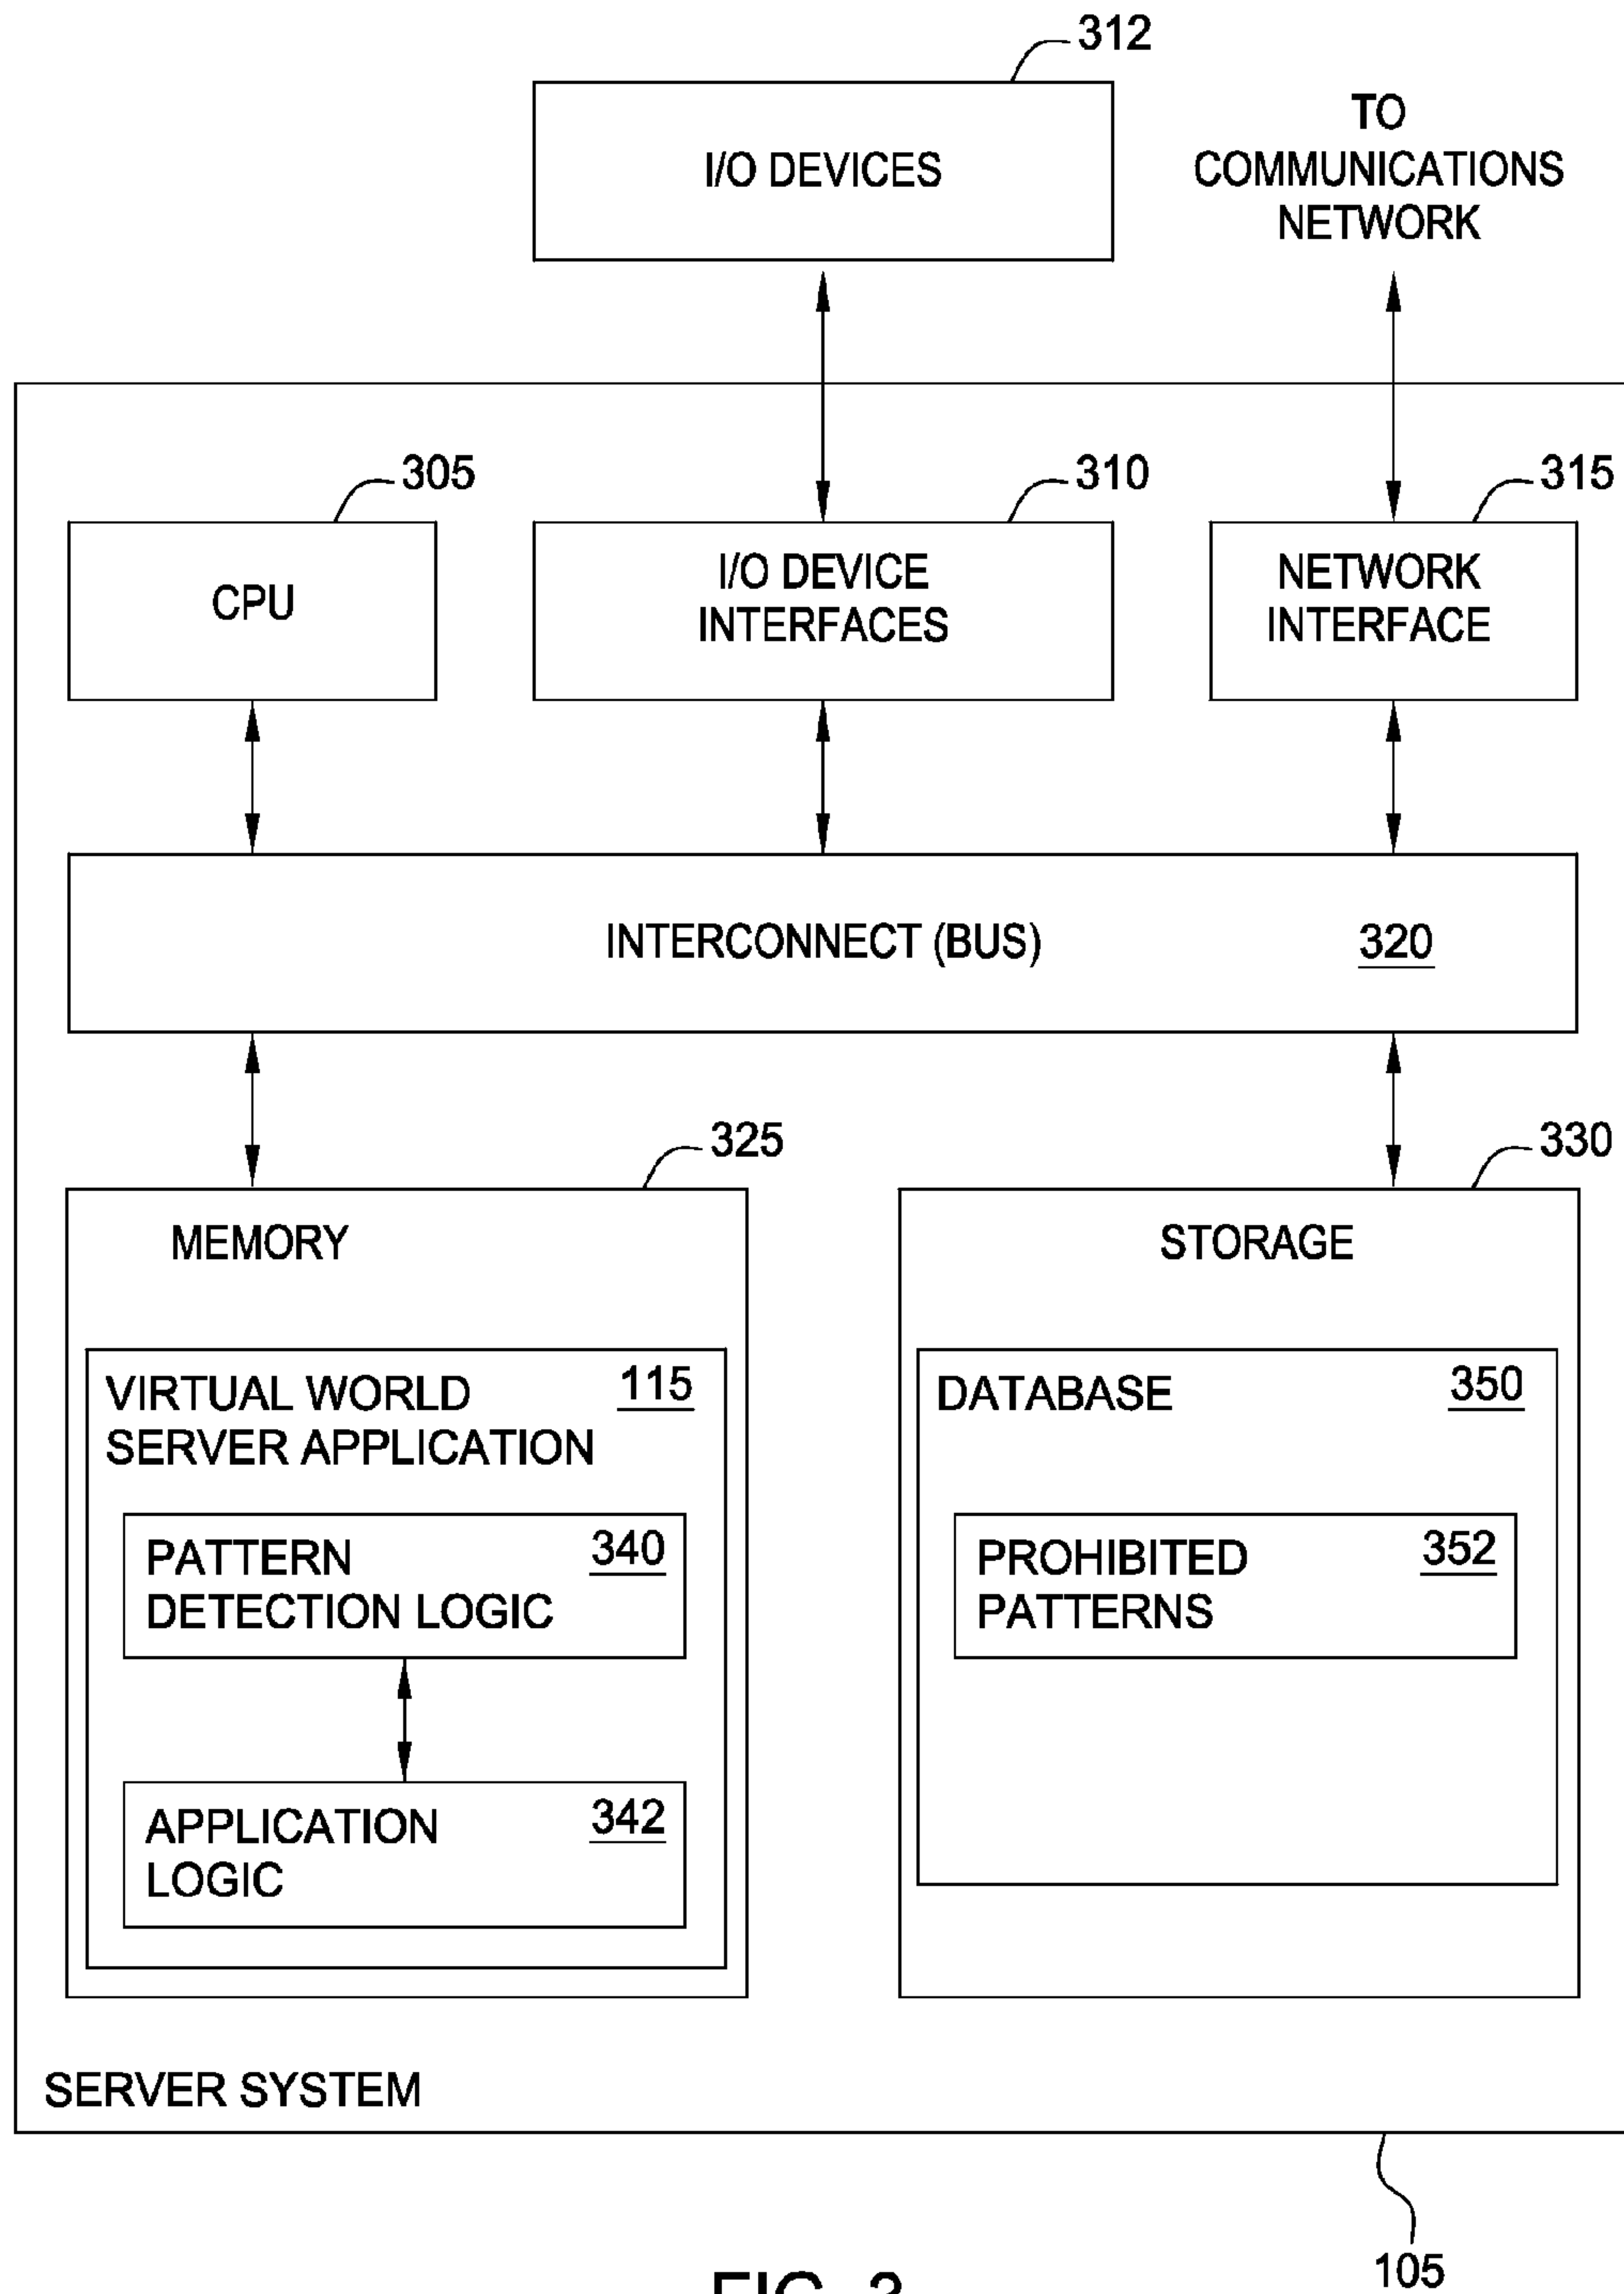 312
I/O DEVICES
TO
COMMUNICATIONS
NETWORK
305
310
315
CPU
I/O DEVICE
INTERFACES
NETWORK
INTERFACE
INTERCONNECT (BUS)
320
325
330
MEMORY
STORAGE
VIRTUAL WORLD
SERVER APPLICATION
115
DATABASE
350
PATTERN
DETECTION LOGIC
340
PROHIBITED
PATTERNS
352
APPLICATION
LOGIC
342
SERVER SYSTEM
105
FIG. 3